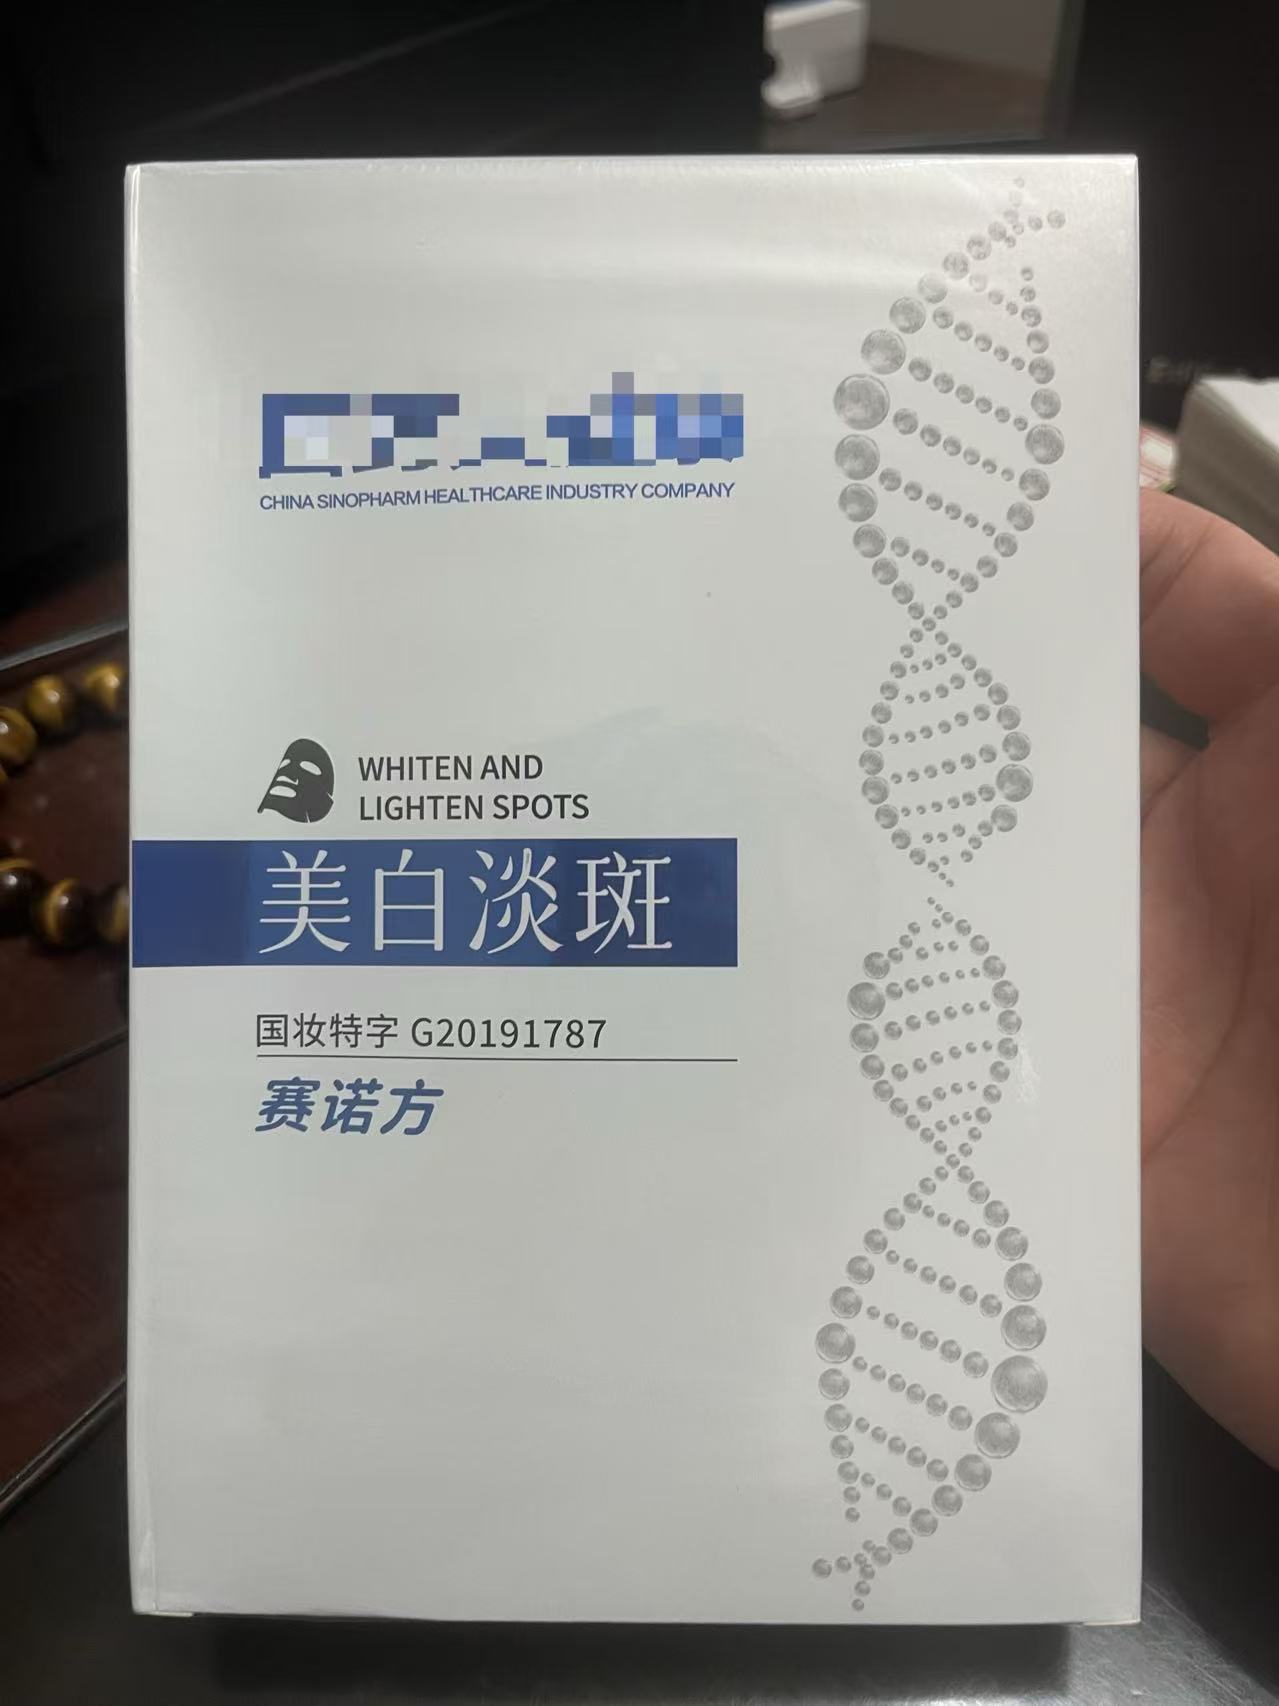 CHINA SINOPHARM HEALTHCARE INDUSTRY COMPANY
WHITEN AND
LIGHTEN SPOTS
美白淡斑
国妆特字 G20191787
赛诺方